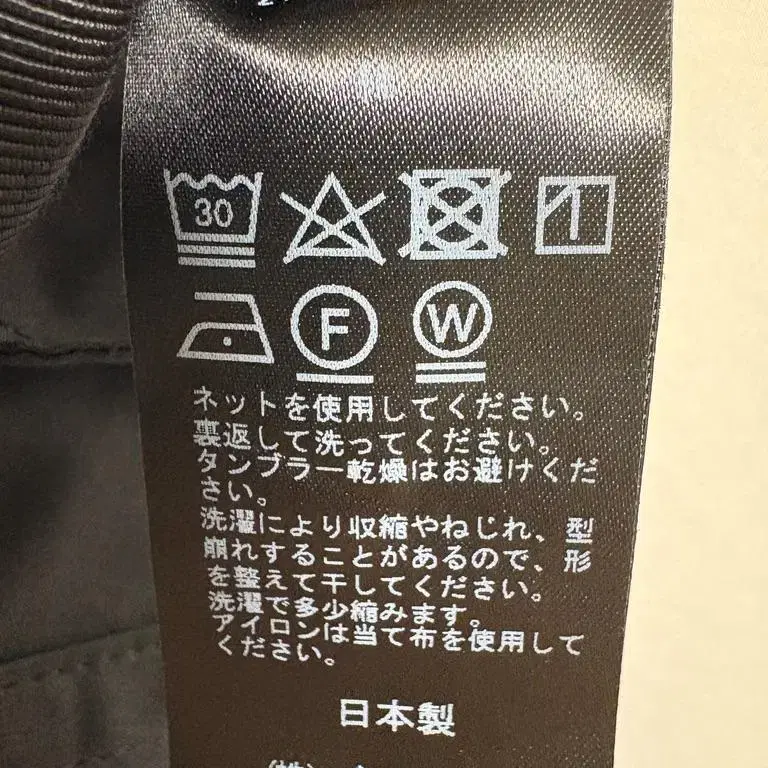 30
F W
ネットを使用してください。
裏返して洗ってください。
タンブラー乾燥はお避けくだ
さい。
洗濯により収縮やねじれ、型
崩れすることがあるので、形
を整えて干してください。
洗濯で多少縮みます。
アイロンは当て布を使用して
ください。
日本製